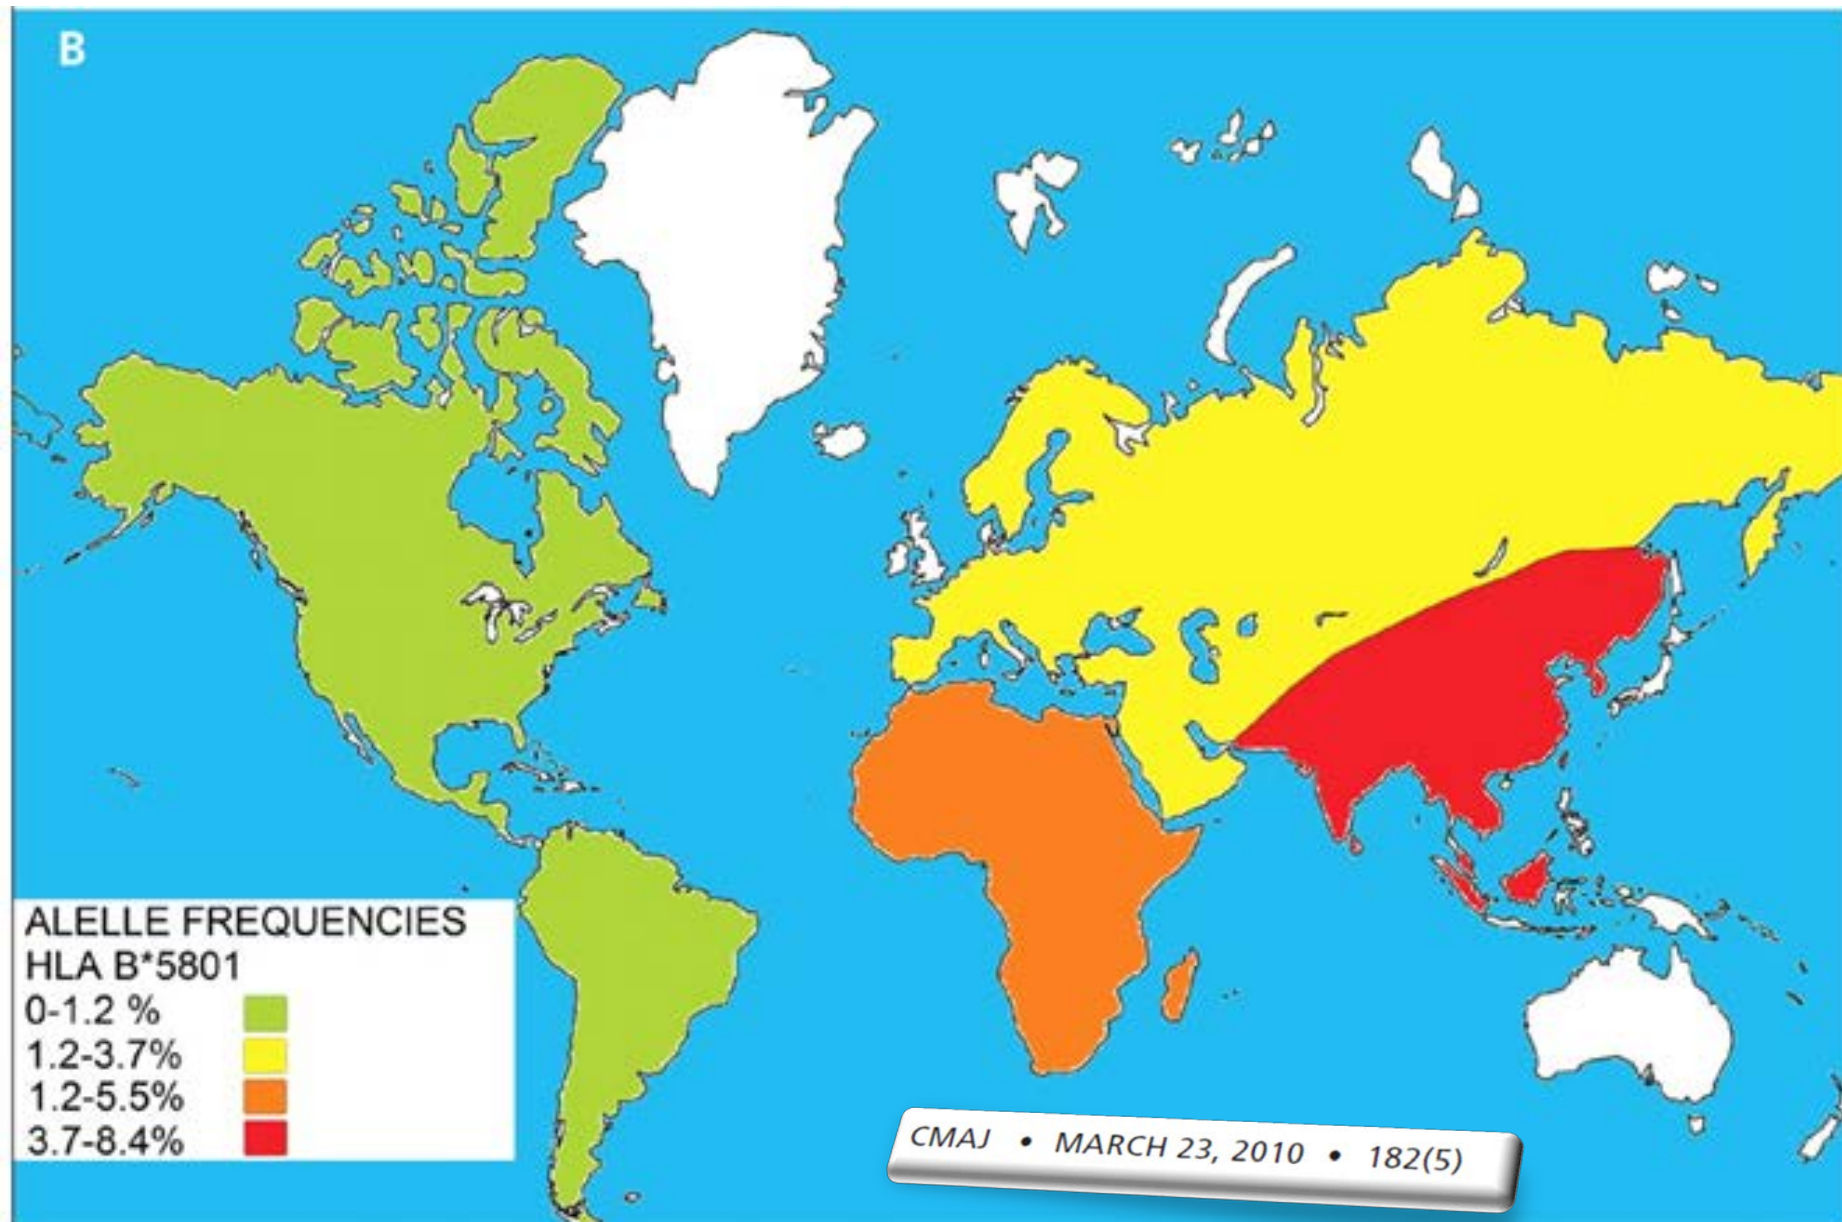 B
ALELLE FREQUENCIES
HLA B*5801
0-1.2 %
1.2-3.7%
1.2-5.5%
3.7-8.4%
CMAJ • MARCH 23, 2010 • 182(5)